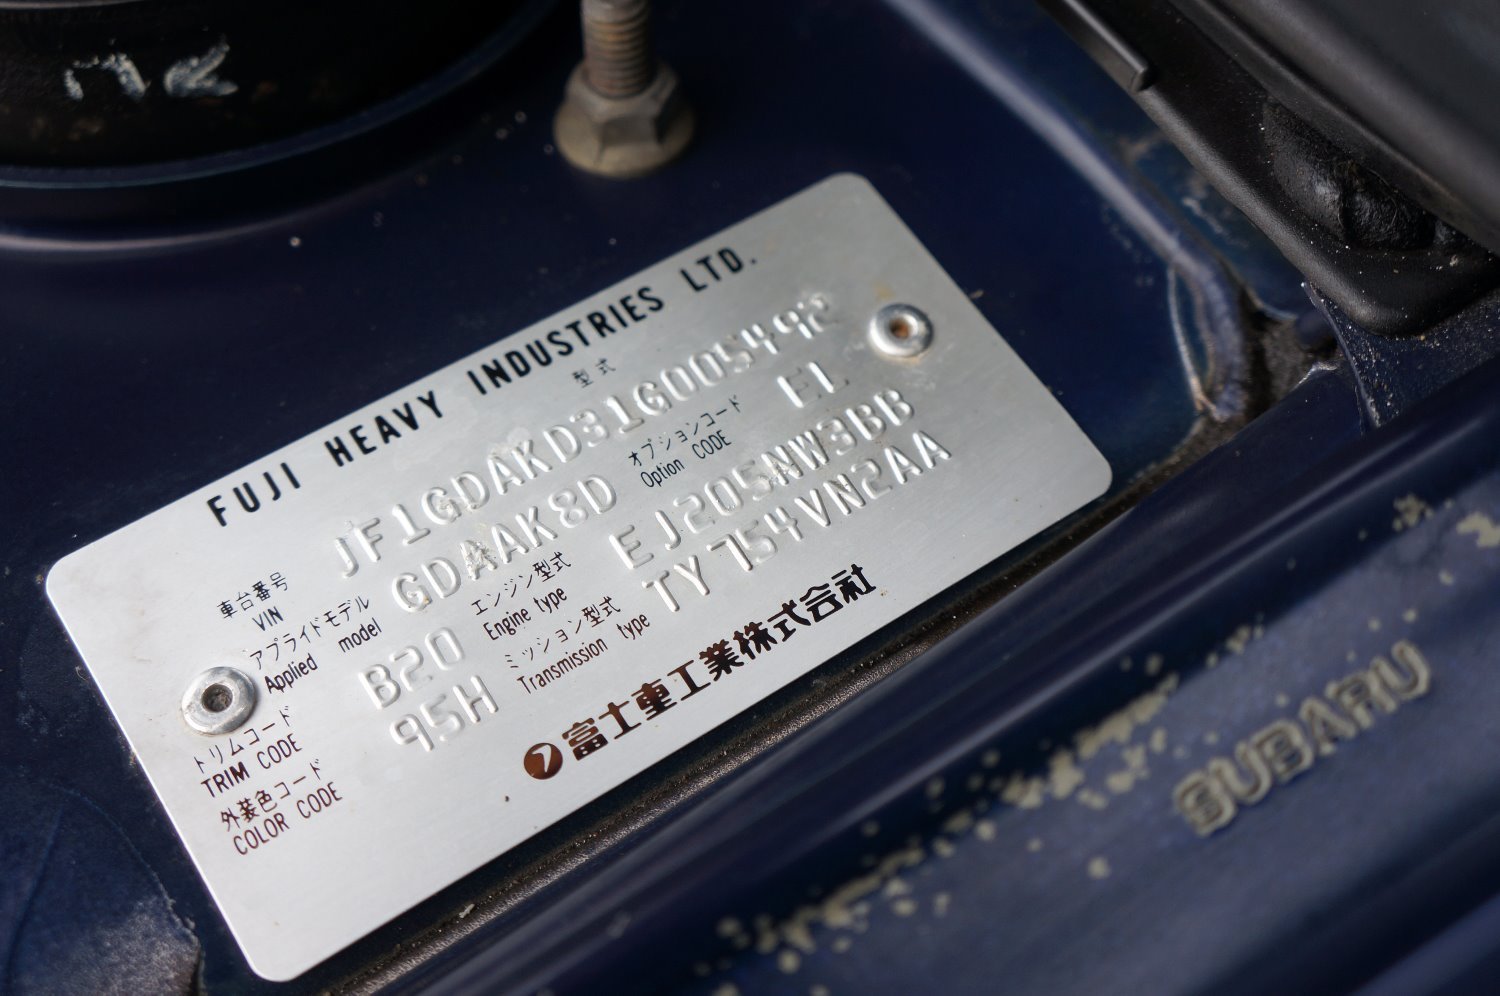 FUJI HEAVY INDUSTRIES LTD.
型式
車台番号 JF1GDAKD31G005492
VIN
アプライドモデル GDAAK8D オプションコード EL
Applied model Option CODE
トリムコード B20 エンジン型式 EJ205NW3BB
TRIM CODE Engine type
外装色コード 95H ミッション型式 TY754VN2AA
COLOR CODE Transmission type
フ富士重工業株式会社
SUBARU